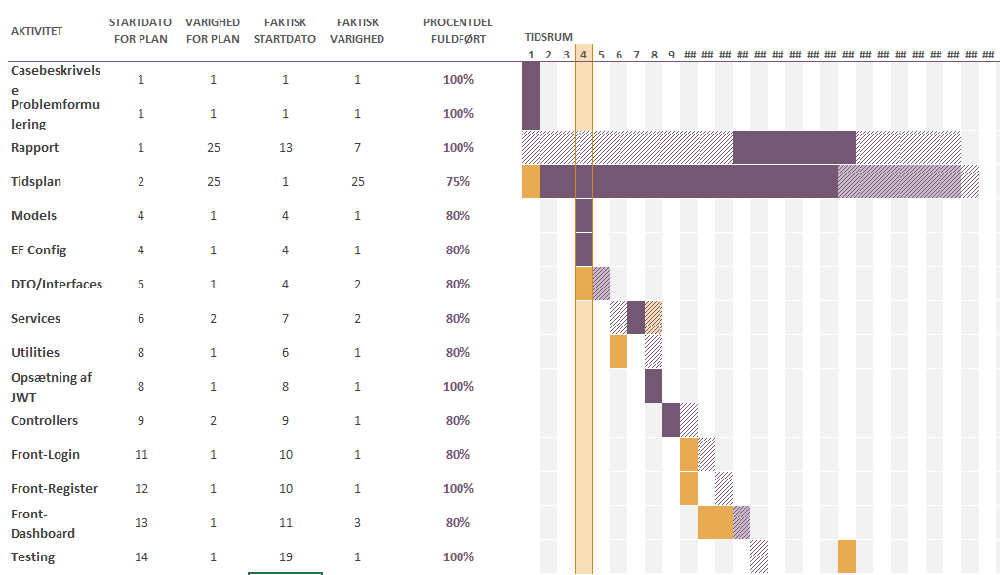 AKTIVITET STARTDATO FOR PLAN VARIGHED FOR PLAN FAKTISK STARTDATO FAKTISK VARIGHED PROCENTDEL FULDFØRT
TIDSRUM
1 2 3 4 5 6 7 8 9 ## ## ## ## ## ## ## ## ## ## ## ## ## ## ## ## ## ##
Casebeskrivelse 1 1 1 1 100%
Problemformulering 1 1 1 1 100%
Rapport 1 25 13 7 100%
Tidsplan 2 25 1 25 75%
Models 4 1 4 1 80%
EF Config 4 1 4 1 80%
DTO/Interfaces 5 1 4 2 80%
Services 6 2 7 2 80%
Utilities 8 1 6 1 80%
Opsætning af JWT 8 1 8 1 100%
Controllers 9 2 9 1 80%
Front-Login 11 1 10 1 80%
Front-Register 12 1 10 1 100%
Front-Dashboard 13 1 11 3 80%
Testing 14 1 19 1 100%